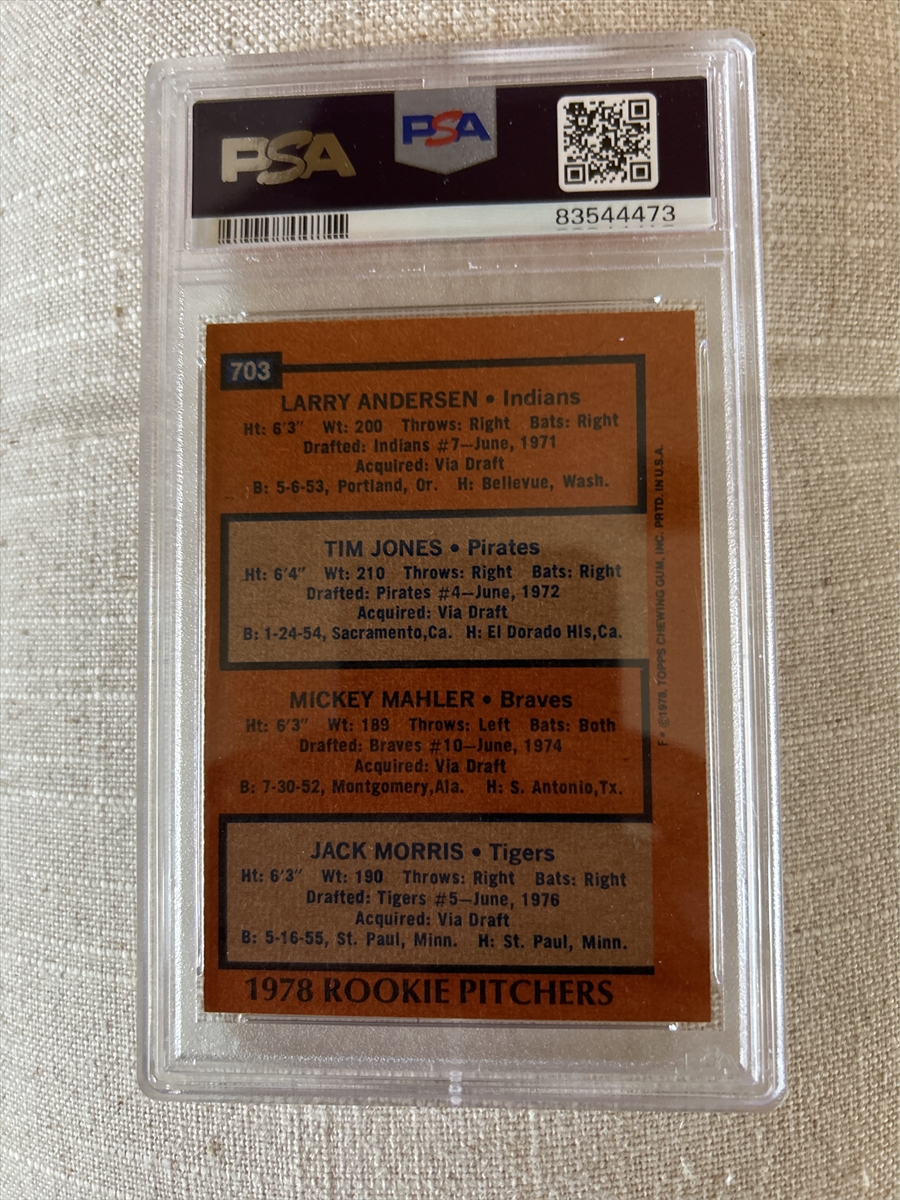 PSA
PSA
83544473
703
LARRY ANDERSEN • Indians
Ht: 6'3" Wt: 200 Throws: Right Bats: Right
Drafted: Indians #7—June, 1971
Acquired: Via Draft
B: 5-6-53, Portland, Or. H: Bellevue, Wash.
TIM JONES • Pirates
Ht: 6'4" Wt: 210 Throws: Right Bats: Right
Drafted: Pirates #4—June, 1972
Acquired: Via Draft
B: 1-24-54, Sacramento,Ca. H: El Dorado Hls,Ca.
MICKEY MAHLER • Braves
Ht: 6'3" Wt: 189 Throws: Left Bats: Both
Drafted: Braves #10—June, 1974
Acquired: Via Draft
B: 7-30-52, Montgomery,Ala. H: S. Antonio,Tx.
JACK MORRIS • Tigers
Ht: 6'3" Wt: 190 Throws: Right Bats: Right
Drafted: Tigers #5—June, 1976
Acquired: Via Draft
B: 5-16-55, St. Paul, Minn. H: St. Paul, Minn.
1978 ROOKIE PITCHERS
F* ©1978, TOPPS CHEWING GUM, INC. PRTD. IN U.S.A.